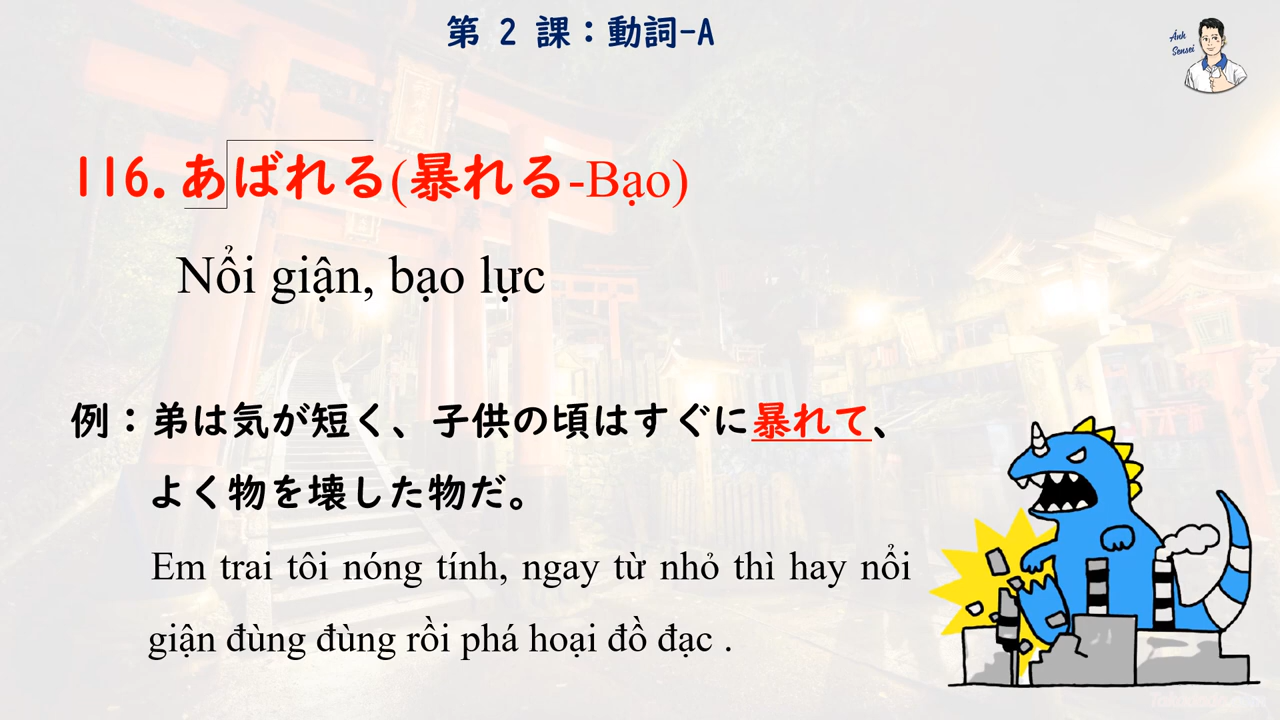 第 2 課：動詞-A
Ánh
Sensei
116.あばれる(暴れる-Bạo)
Nổi giận, bạo lực
例：弟は気が短く、子供の頃はすぐに暴れて、
よく物を壊した物だ。
Em trai tôi nóng tính, ngay từ nhỏ thì hay nổi
giận đùng đùng rồi phá hoại đồ đạc .